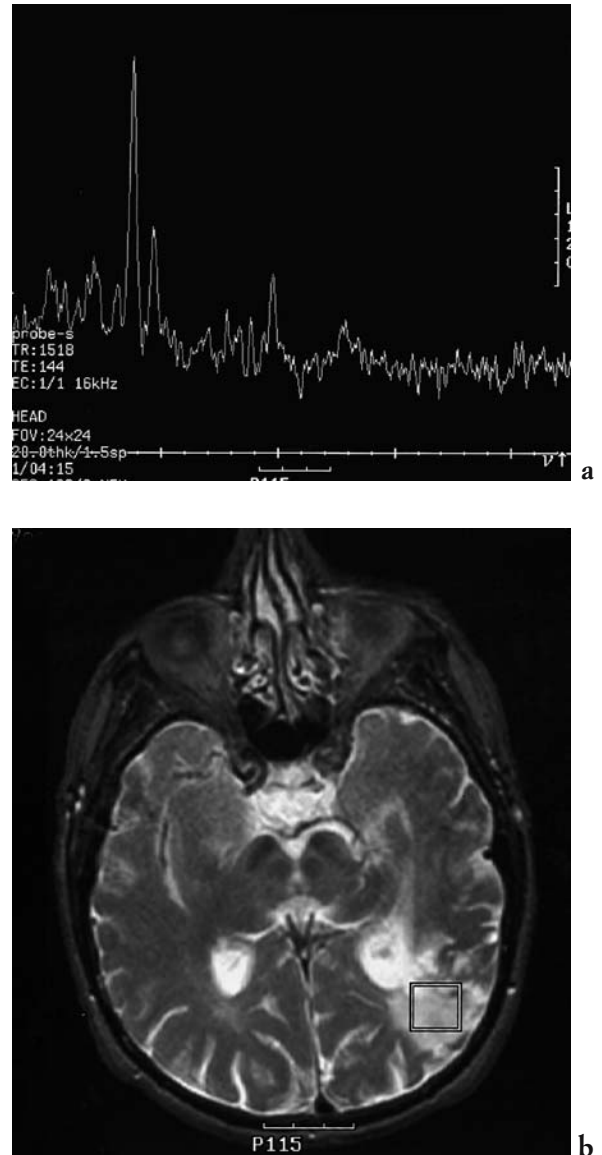 probe-s
TR:1518
TE:144
EC:1/1 16kHz
HEAD
FOV:24x24
20.0thk/1.5sp
1/04:15
P115
a
P115
b